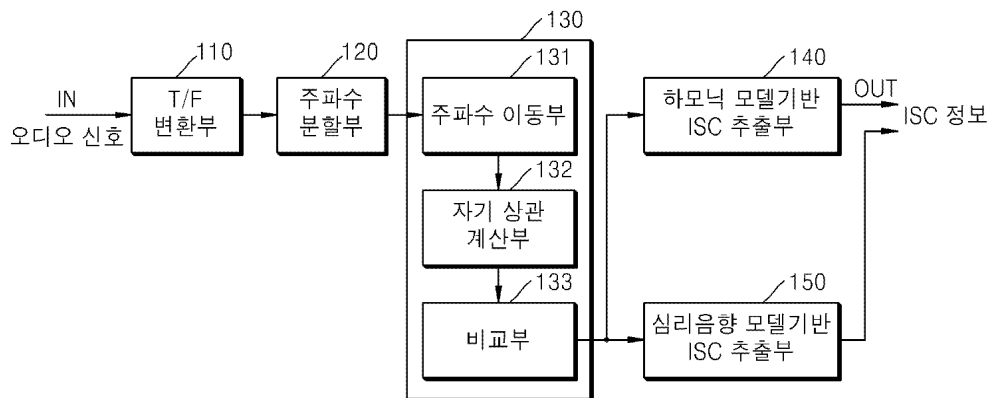 130
110
120
131
140
IN
오디오 신호
T/F
변환부
주파수
분할부
주파수 이동부
하모닉 모델기반
ISC 추출부
OUT
ISC 정보
132
자기 상관
계산부
133
비교부
150
심리음향 모델기반
ISC 추출부